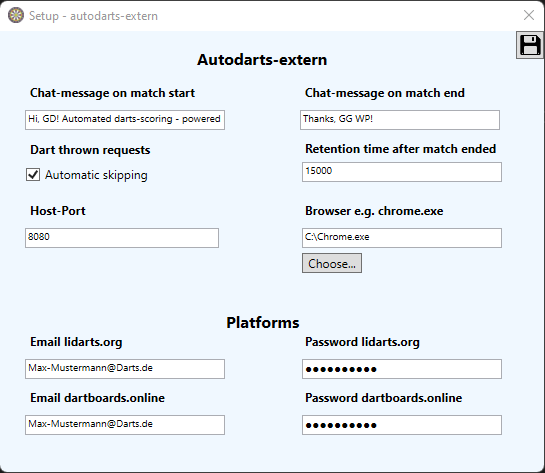 Setup - autodarts-extern
Autodarts-extern
Chat-message on match start
Chat-message on match end
Hi, GD! Automated darts-scoring - powered
Thanks, GG WP!
Dart thrown requests
Retention time after match ended
Automatic skipping
15000
Host-Port
Browser e.g. chrome.exe
8080
C:\Chrome.exe
Choose...
Platforms
Email lidarts.org
Password lidarts.org
Max-Mustermann@Darts.de
●●●●●●●●●●
Email dartboards.online
Password dartboards.online
Max-Mustermann@Darts.de
●●●●●●●●●●